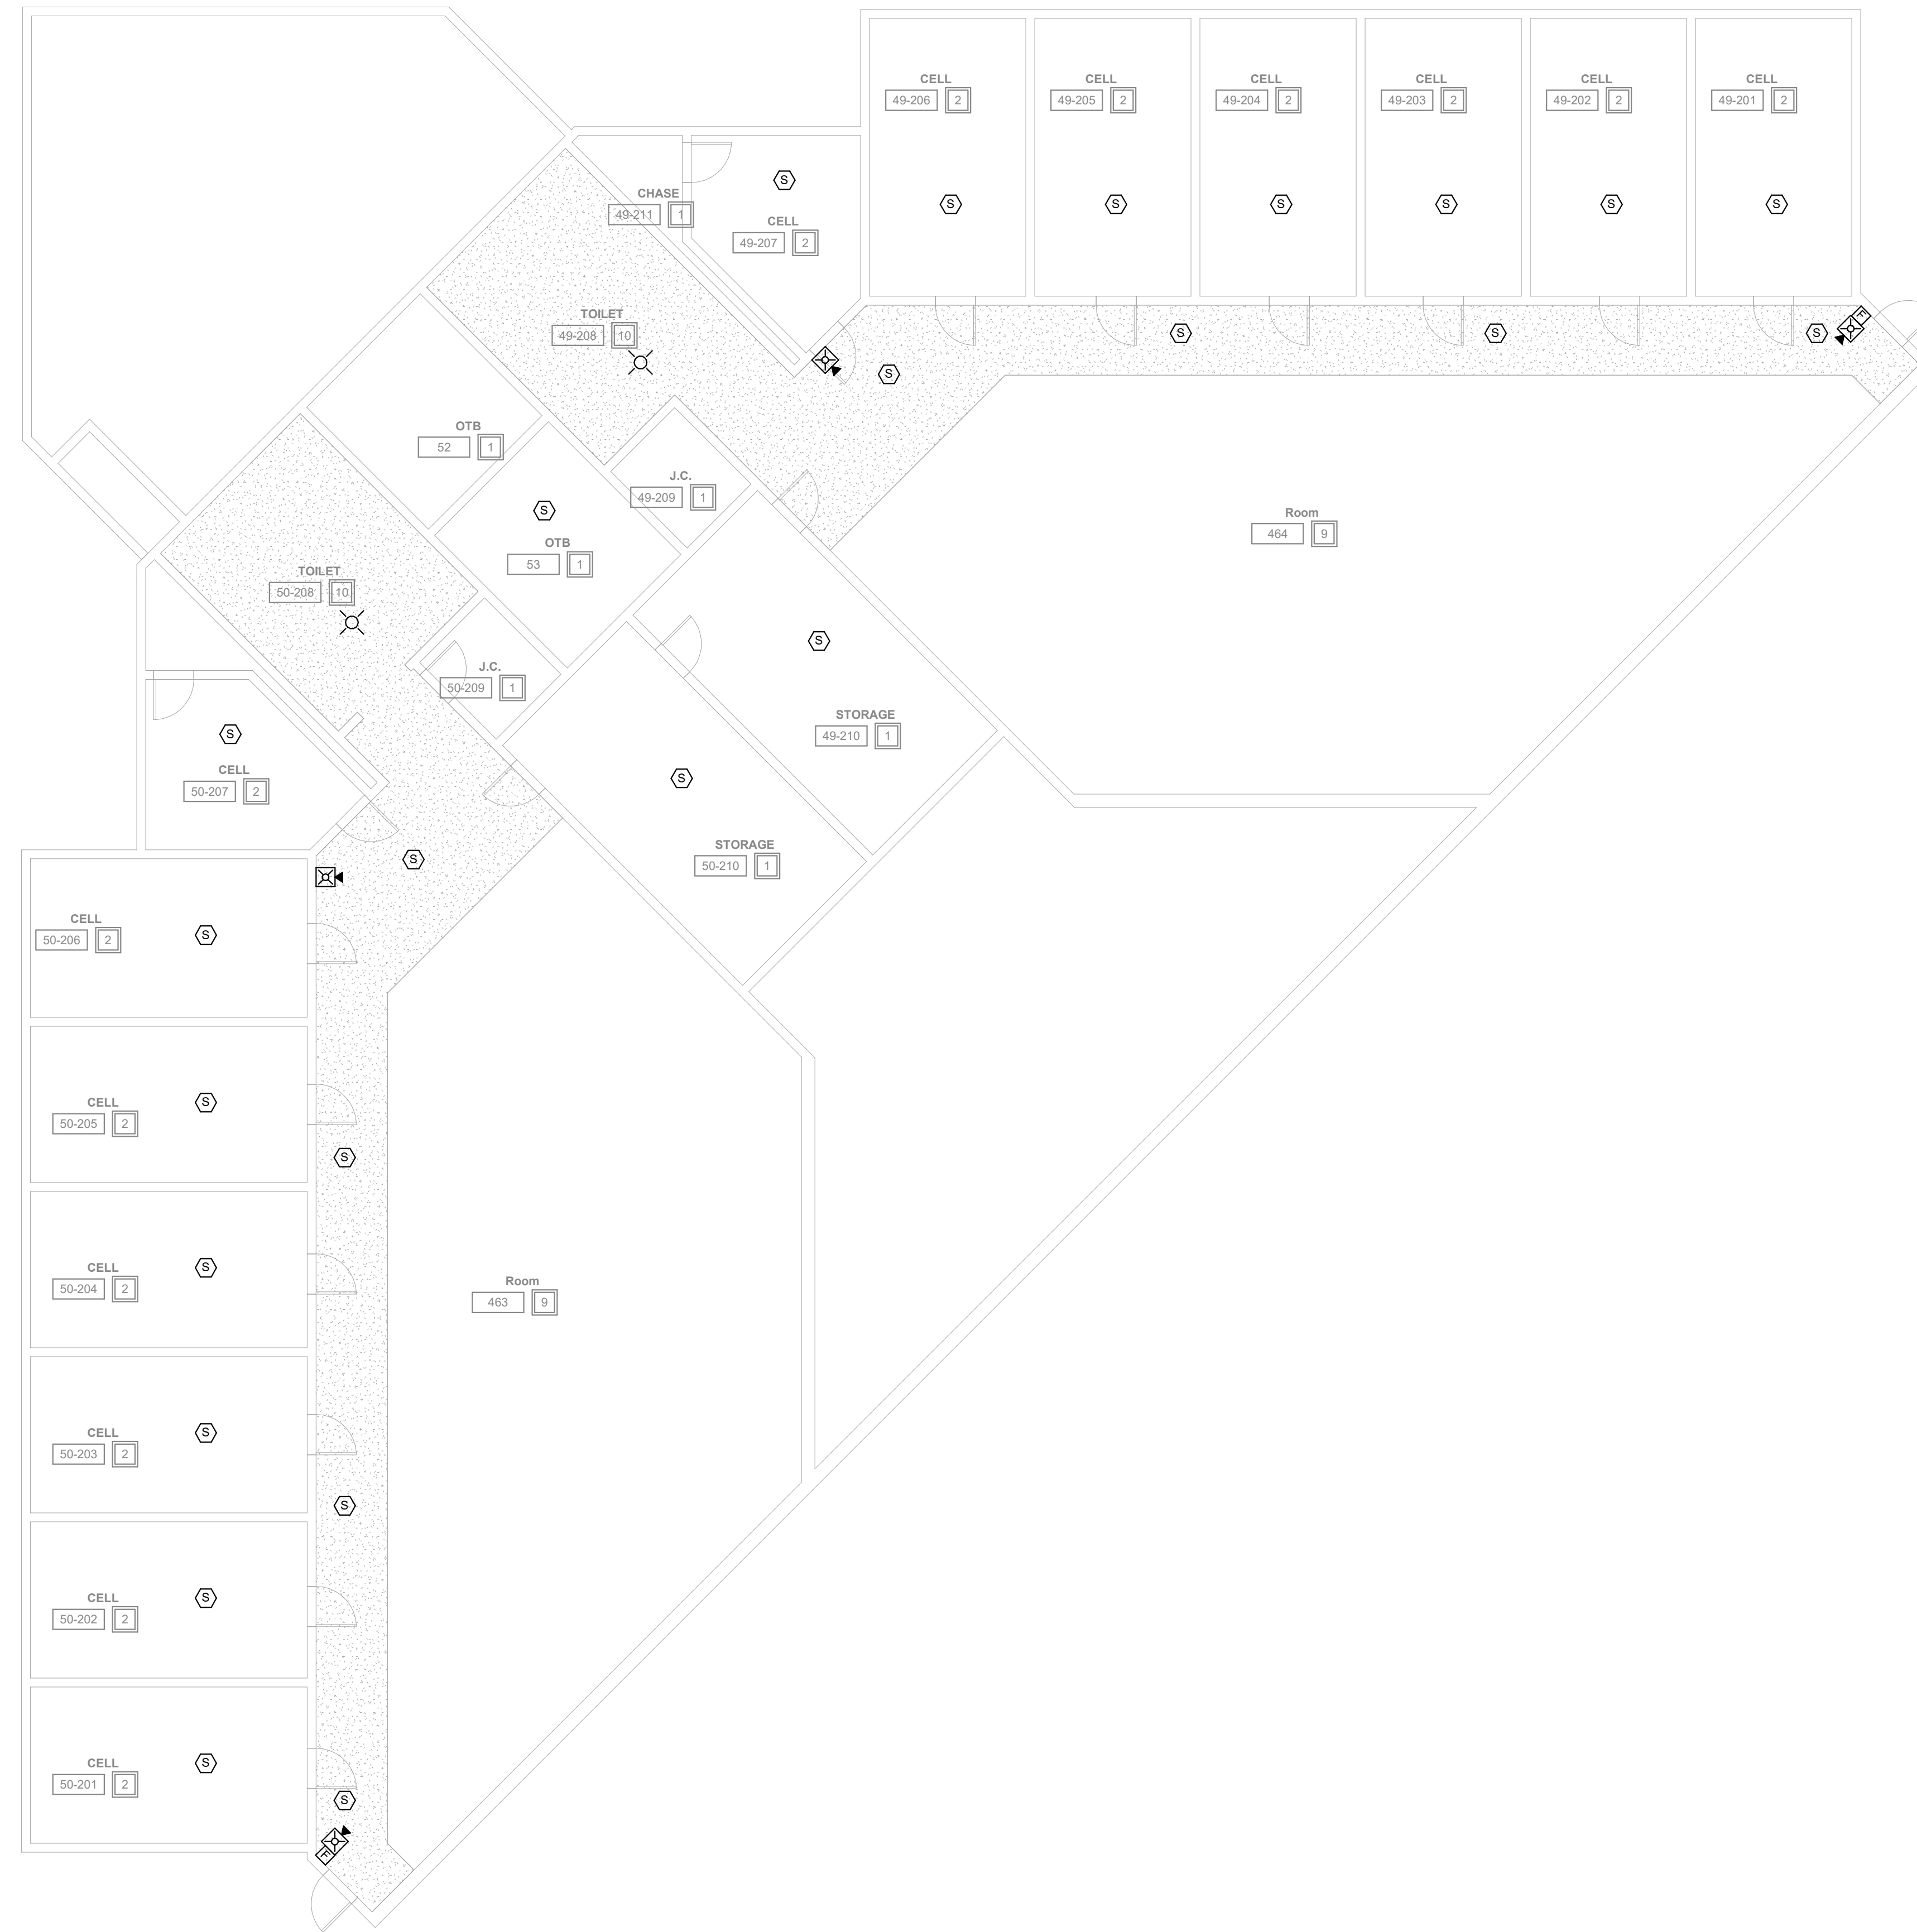 CELL
49-206 2
S
CELL
49-205 2
S
CELL
49-204 2
S
CELL
49-203 2
S
CELL
49-202 2
S
CELL
49-201 2
S
S
CHASE
49-211 1
CELL
49-207 2
TOILET
49-208 10
S
S
S
S
F
OTB
52 1
J.C.
49-209 1
S
OTB
53 1
Room
464 9
TOILET
50-208 10
S
J.C.
50-209 1
STORAGE
49-210 1
S
CELL
50-207 2
S
STORAGE
50-210 1
S
CELL
50-206 2
S
CELL
50-205 2
S
S
CELL
50-204 2
S
Room
463 9
CELL
50-203 2
S
S
CELL
50-202 2
S
CELL
50-201 2
S
S
F